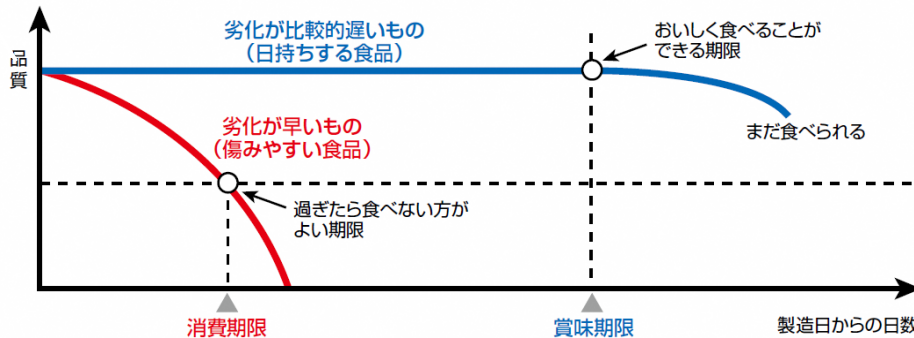 品質
劣化が比較的遅いもの
（日持ちする食品）
おいしく食べることが
できる期限
まだ食べられる
劣化が早いもの
（傷みやすい食品）
過ぎたら食べない方が
よい期限
消費期限
賞味期限
製造日からの日数